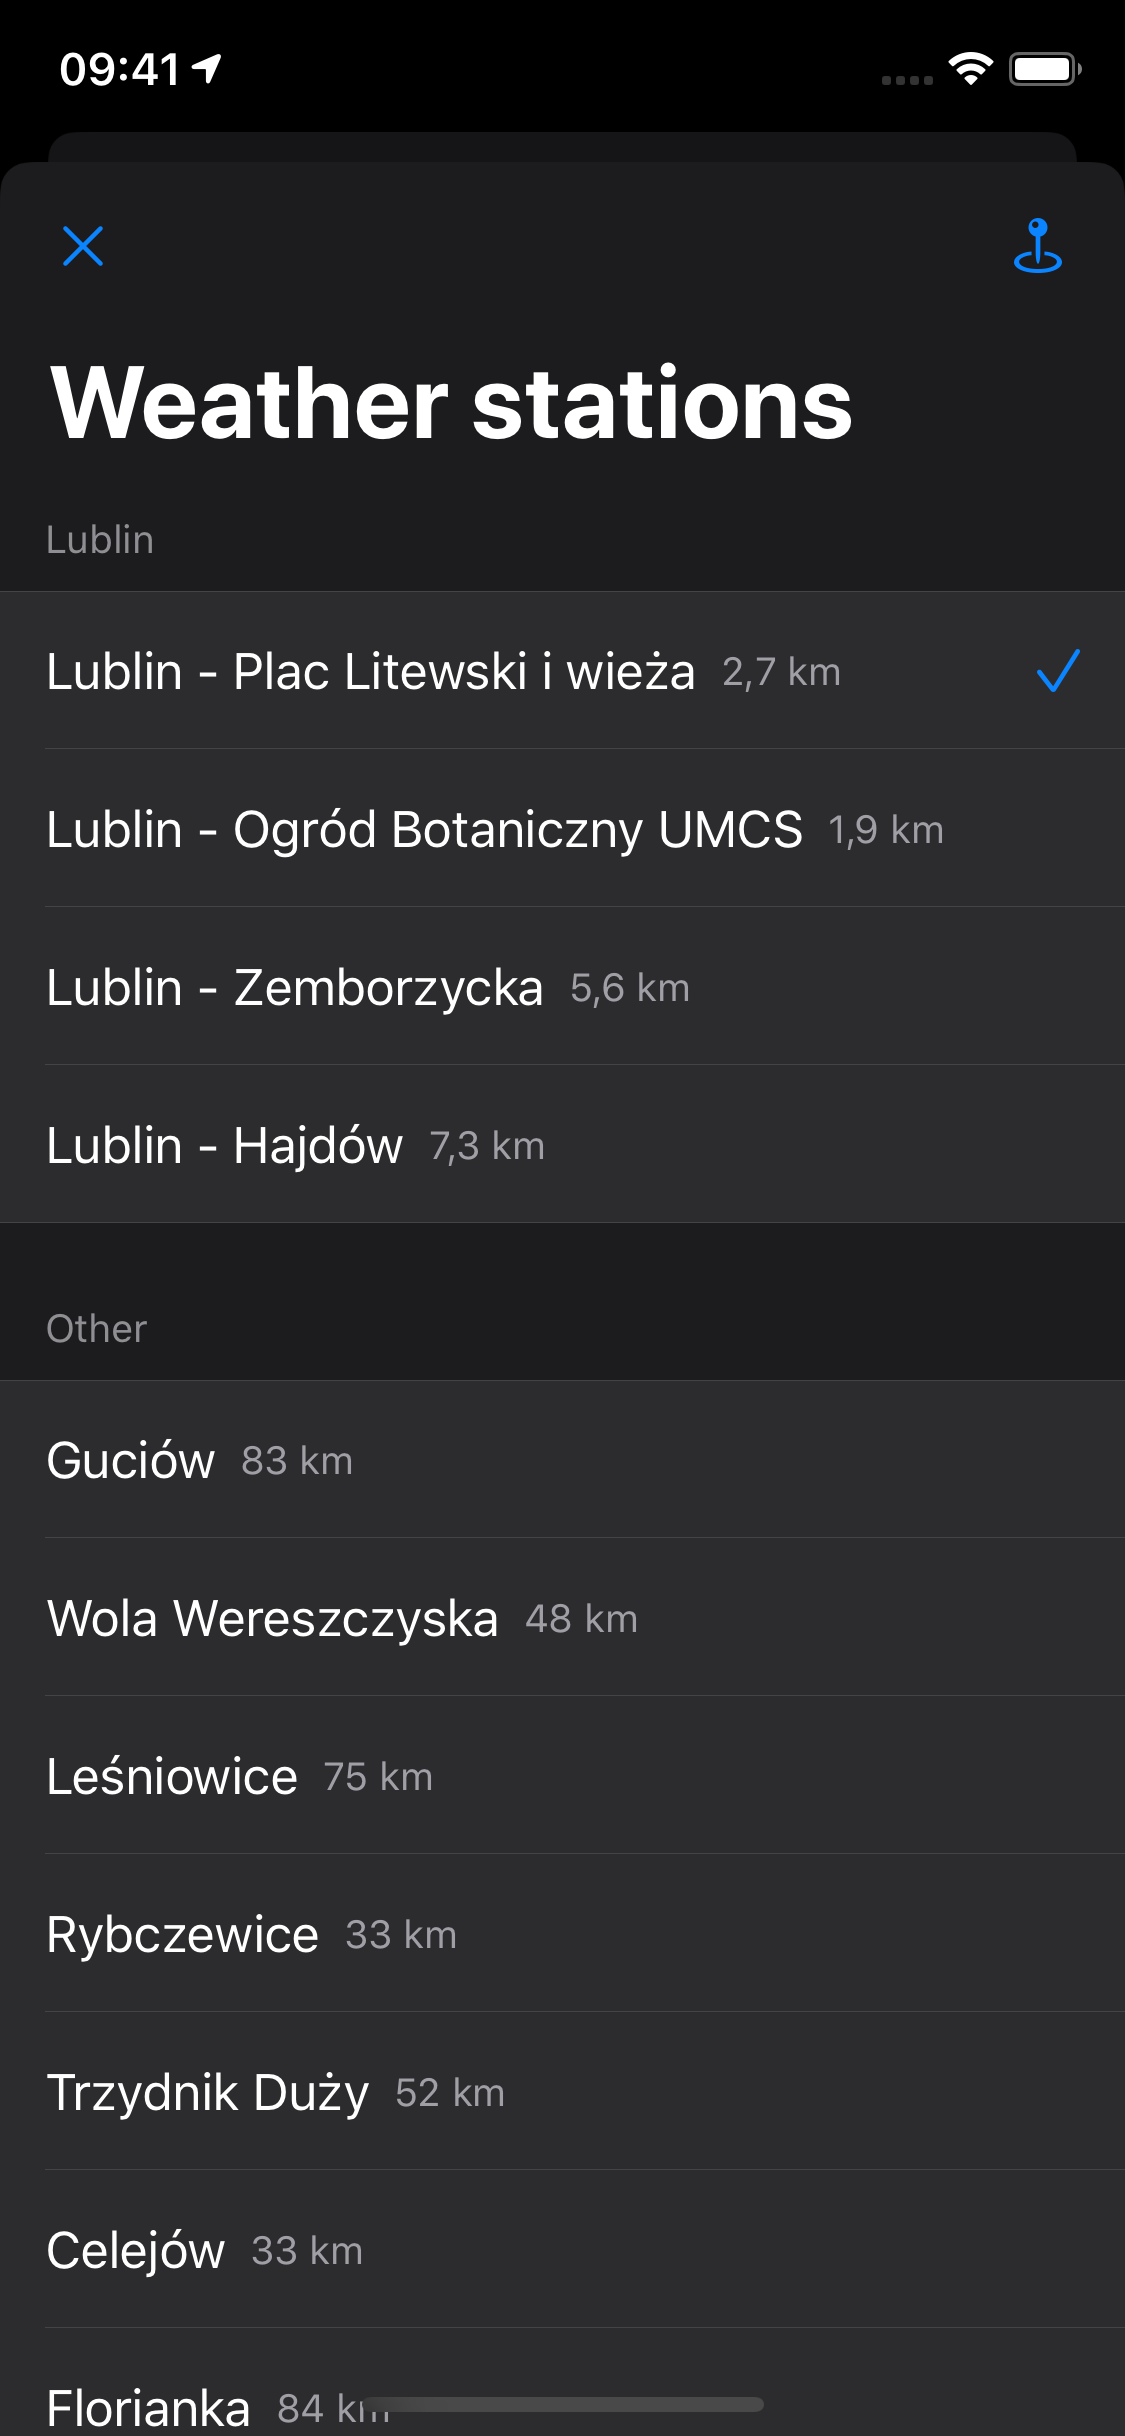 09:41
Weather stations
Lublin
Lublin - Plac Litewski i wieża 2,7 km
Lublin - Ogród Botaniczny UMCS 1,9 km
Lublin - Zemborzycka 5,6 km
Lublin - Hajdów 7,3 km
Other
Guciów 83 km
Wola Wereszczyska 48 km
Leśniowice 75 km
Rybczewice 33 km
Trzydnik Duży 52 km
Celejów 33 km
Florianka 84 km